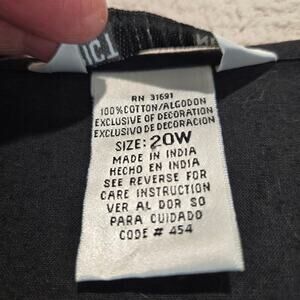 RN 31691
100% COTTON/ALGODON
EXCLUSIVE OF DECORATION
EXCLUSIVO DE DECORACION
SIZE: 20W
MADE IN INDIA
HECHO EN INDIA
SEE REVERSE FOR
CARE INSTRUCTION
VER AL DOR SO
PARA CUIDADO
CODE # 454